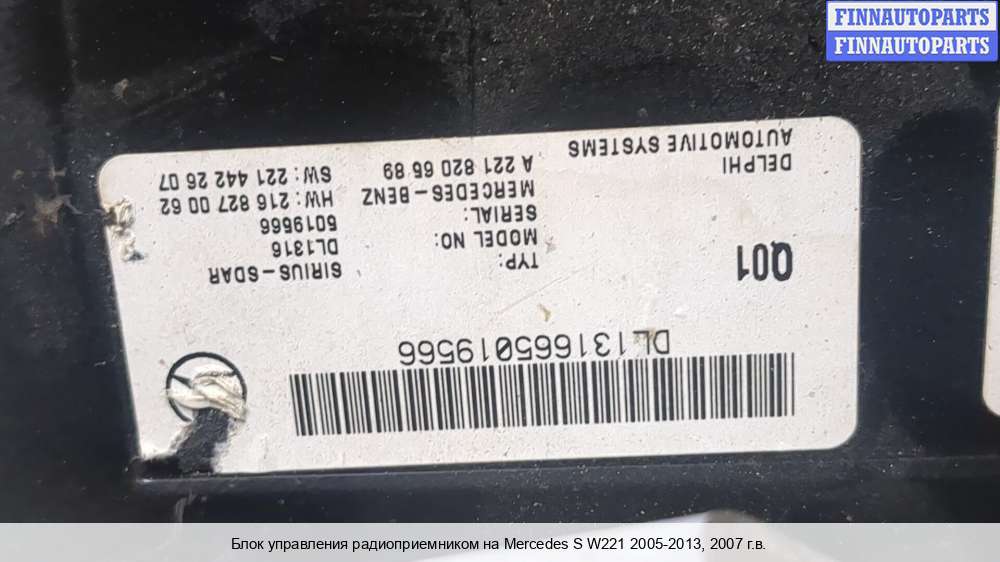 FINNAUTOPARTS
FINNAUTOPARTS
DL131665019566
Q01
TYP: SIRIUS-SDAR
MODEL NO: DL1316
SERIAL: 5019566
MERCEDES-BENZ HW: 216 827 00 62
A 221 820 65 89 SW: 221 442 26 07
DELPHI
AUTOMOTIVE SYSTEMS
Блок управления радиоприемником на Mercedes S W221 2005-2013, 2007 г.в.